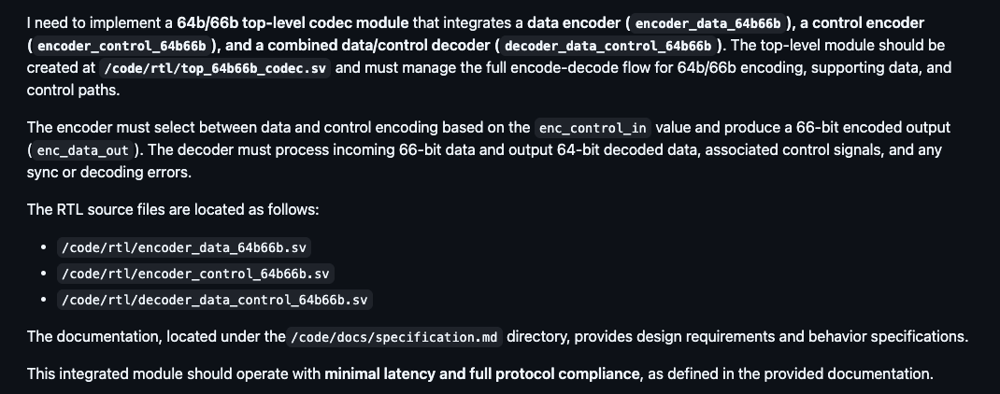 I need to implement a 64b/66b top-level codec module that integrates a data encoder ( encoder_data_64b66b ), a control encoder
( encoder_control_64b66b ), and a combined data/control decoder ( decoder_data_control_64b66b ). The top-level module should be
created at /code/rtl/top_64b66b_codec.sv and must manage the full encode-decode flow for 64b/66b encoding, supporting data, and
control paths.
The encoder must select between data and control encoding based on the enc_control_in value and produce a 66-bit encoded output
( enc_data_out ). The decoder must process incoming 66-bit data and output 64-bit decoded data, associated control signals, and any
sync or decoding errors.
The RTL source files are located as follows:
• /code/rtl/encoder_data_64b66b.sv
• /code/rtl/encoder_control_64b66b.sv
• /code/rtl/decoder_data_control_64b66b.sv
The documentation, located under the /code/docs/specification.md directory, provides design requirements and behavior specifications.
This integrated module should operate with minimal latency and full protocol compliance, as defined in the provided documentation.